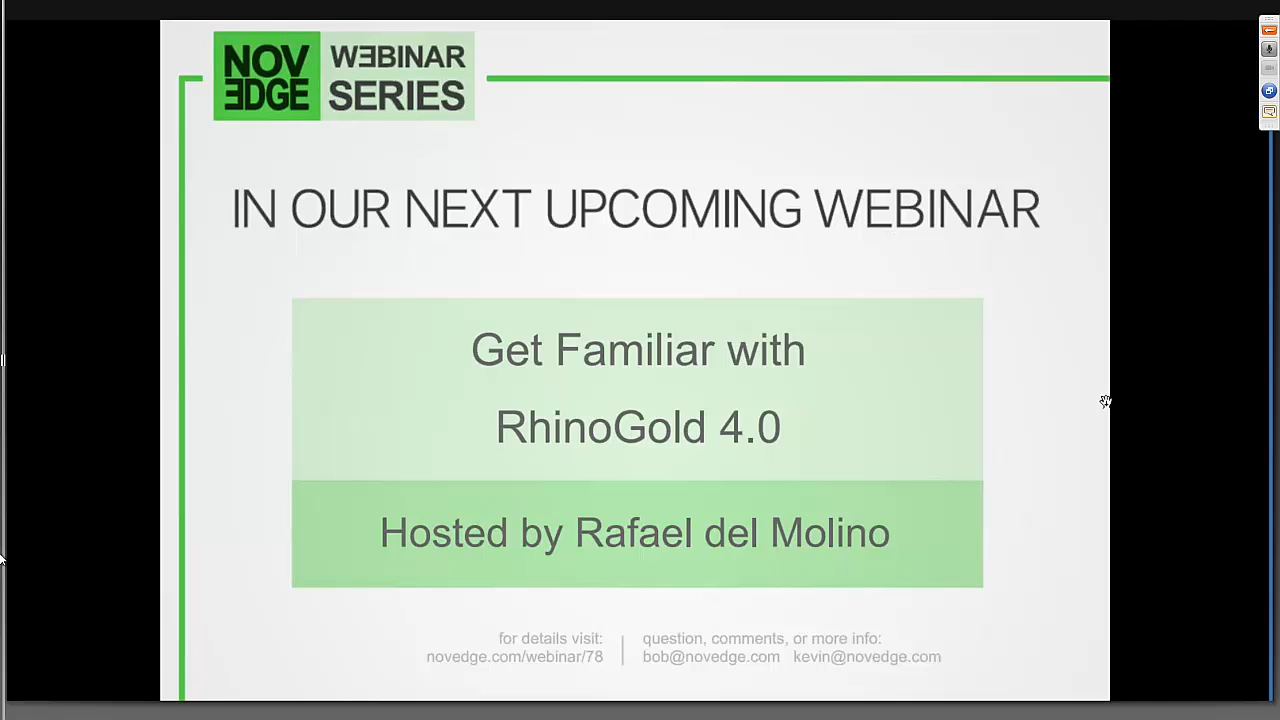 NOV
EDGE
WEBINAR
SERIES
IN OUR NEXT UPCOMING WEBINAR
Get Familiar with
RhinoGold 4.0
Hosted by Rafael del Molino
for details visit:
novedge.com/webinar/78
question, comments, or more info:
bob@novedge.com kevin@novedge.com